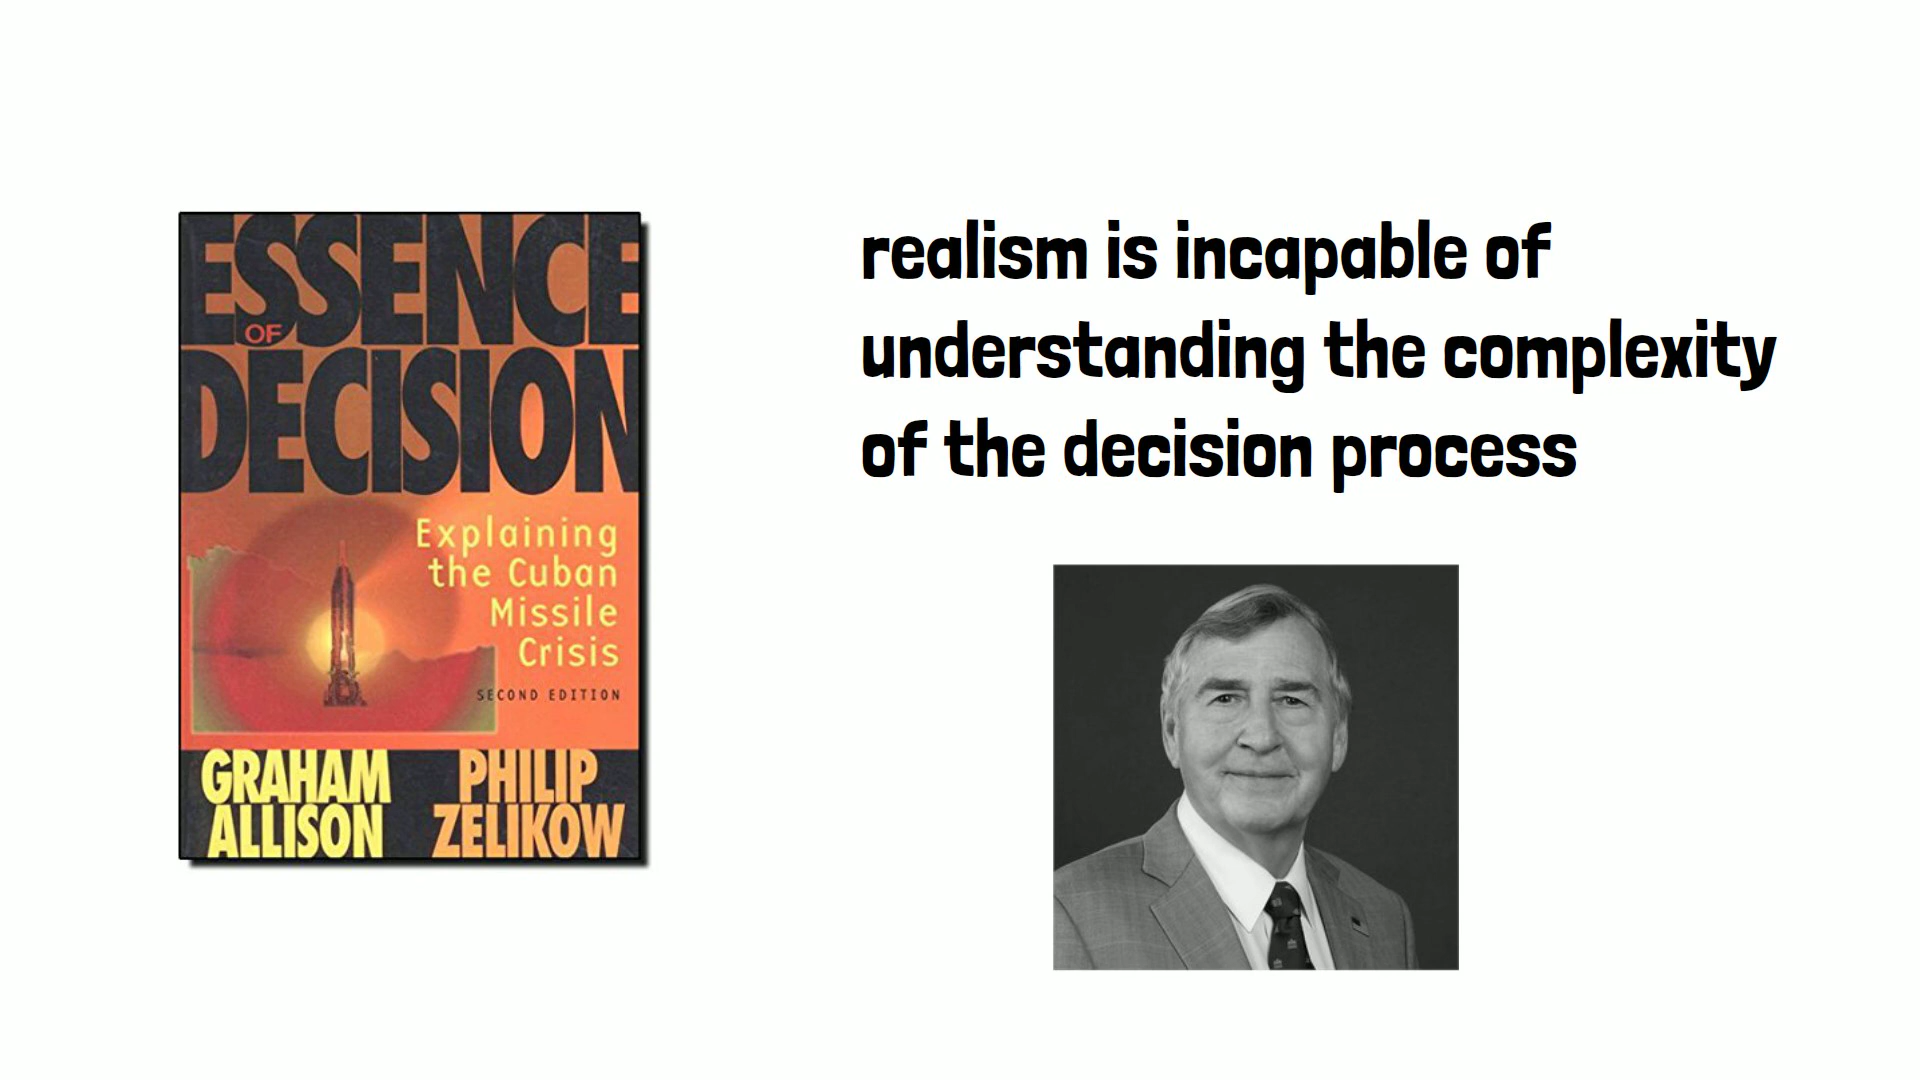 ESSENCE
OF
DECISION
Explaining
the Cuban
Missile
Crisis
SECOND EDITION
GRAHAM
ALLISON
PHILIP
ZELIKOW
realism is incapable of
understanding the complexity
of the decision process